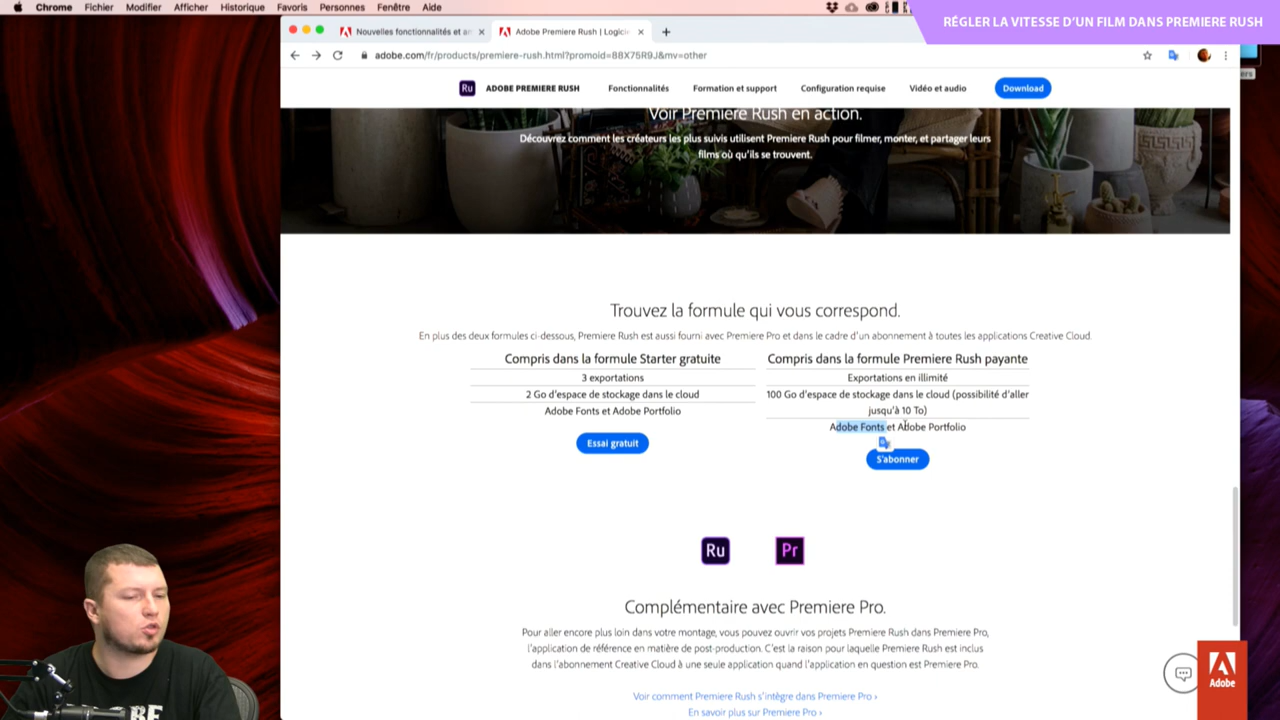 Chrome Fichier Modifier Afficher Historique Favoris Personnes Fenêtre Aide
RÉGLER LA VITESSE D'UN FILM DANS PREMIERE RUSH
Nouvelles fonctionnalités et am
Adobe Premiere Rush | Logici
adobe.com/fr/products/premiere-rush.html?promoid=88X75R9J&mv=other
Ru ADOBE PREMIERE RUSH Fonctionnalités Formation et support Configuration requise Vidéo et audio Download
Voir Premiere Rush en action.
Découvrez comment les créateurs les plus suivis utilisent Premiere Rush pour filmer, monter, et partager leurs
films où qu'ils se trouvent.
Trouvez la formule qui vous correspond.
En plus des deux formules ci-dessous, Premiere Rush est aussi fourni avec Premiere Pro et dans le cadre d'un abonnement à toutes les applications Creative Cloud.
Compris dans la formule Starter gratuite
3 exportations
2 Go d'espace de stockage dans le cloud
Adobe Fonts et Adobe Portfolio
Essai gratuit
Compris dans la formule Premiere Rush payante
Exportations en illimité
100 Go d'espace de stockage dans le cloud (possibilité d'aller
jusqu'à 10 To)
Adobe Fonts et Adobe Portfolio
S'abonner
Ru Pr
Complémentaire avec Premiere Pro.
Pour aller encore plus loin dans votre montage, vous pouvez ouvrir vos projets Premiere Rush dans Premiere Pro,
l'application de référence en matière de post-production. C'est la raison pour laquelle Premiere Rush est inclus
dans l'abonnement Creative Cloud à une seule application quand l'application en question est Premiere Pro.
Voir comment Premiere Rush s'intègre dans Premiere Pro ›
En savoir plus sur Premiere Pro ›
Adobe